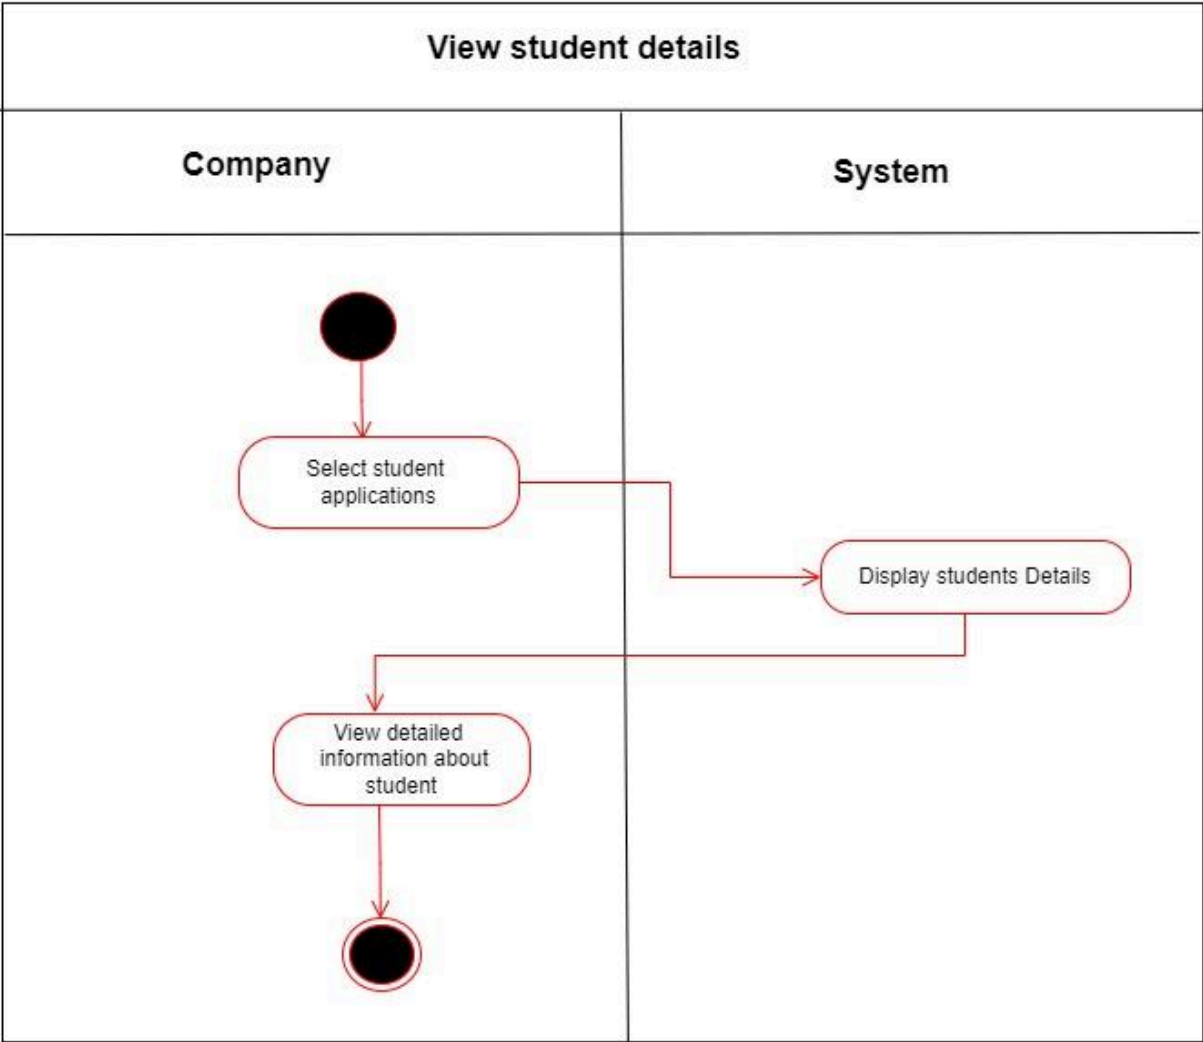 View student details
Company
System
Select student
applications
Display students Details
View detailed
information about
student